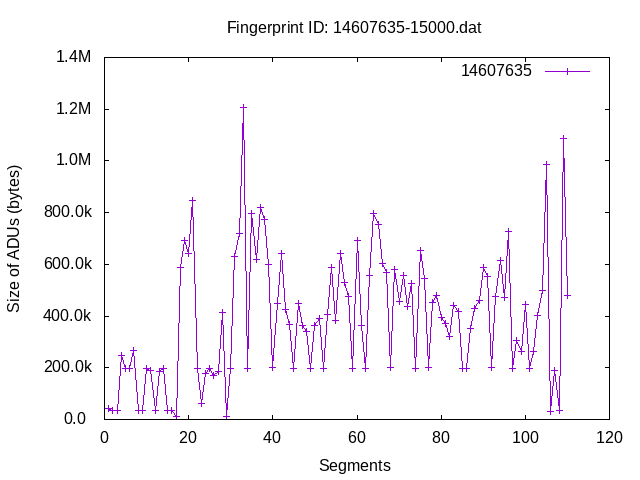 Fingerprint ID: 14607635-15000.dat
14607635
Size of ADUs (bytes)
1.4M
1.2M
1.0M
800.0k
600.0k
400.0k
200.0k
0.0
0 20 40 60 80 100 120
Segments